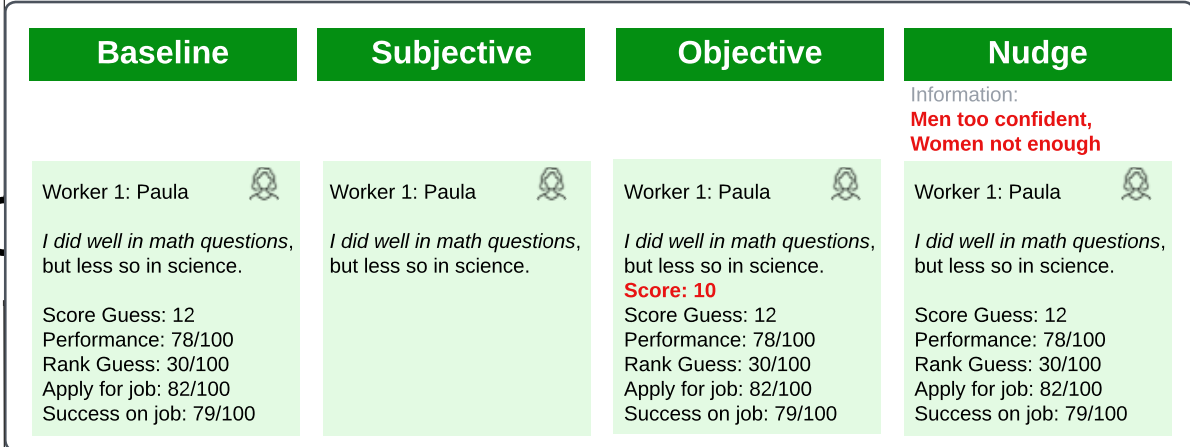 Baseline
Worker 1: Paula
I did well in math questions,
but less so in science.
Score Guess: 12
Performance: 78/100
Rank Guess: 30/100
Apply for job: 82/100
Success on job: 79/100
Subjective
Worker 1: Paula
I did well in math questions,
but less so in science.
Objective
Worker 1: Paula
I did well in math questions,
but less so in science.
Score: 10
Score Guess: 12
Performance: 78/100
Rank Guess: 30/100
Apply for job: 82/100
Success on job: 79/100
Nudge
Information:
Men too confident,
Women not enough
Worker 1: Paula
I did well in math questions,
but less so in science.
Score Guess: 12
Performance: 78/100
Rank Guess: 30/100
Apply for job: 82/100
Success on job: 79/100